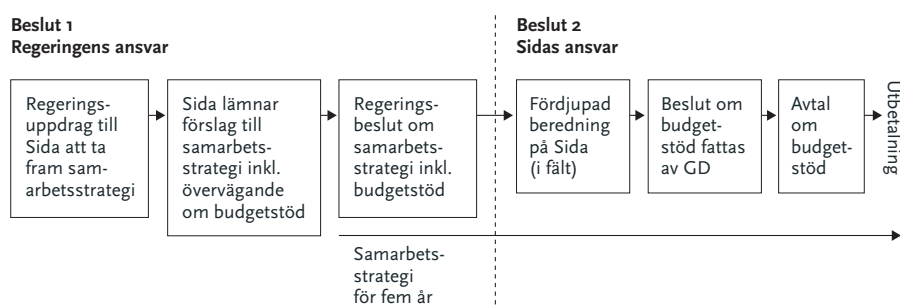 Beslut 1
Regeringens ansvar
Beslut 2
Sidas ansvar
Regerings-
uppdrag till
Sida att ta
fram sam-
arbetsstrategi
Sida lämnar
förslag till
samarbets-
strategi inkl.
övervägande
om budgetstöd
Regerings-
beslut om
samarbets-
strategi inkl.
budgetstöd
Fördjupad
beredning
på Sida
(i fält)
Beslut om
budget-
stöd fattas
av GD
Avtal
om
budget-
stöd
Utbetalning
Samarbets-
strategi
för fem år